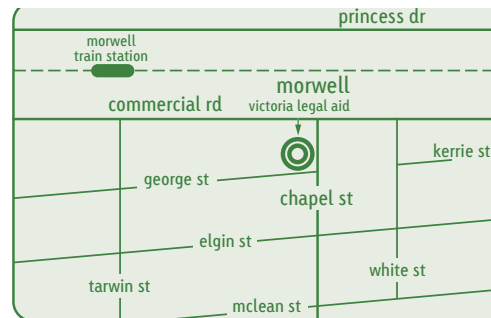 princess dr
morwell
train station
morwell
commercial rd
victoria legal aid
kerrie st
george st
chapel st
elgin st
white st
tarwin st
mclean st